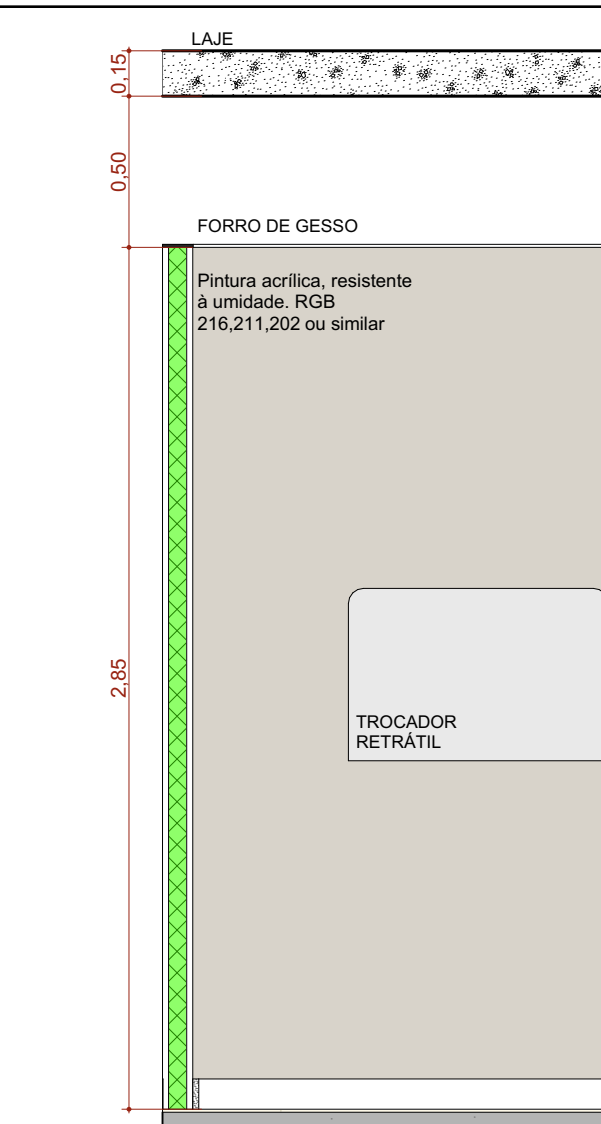 LAJE
0,15
0,50
FORRO DE GESSO
Pintura acrílica, resistente
à umidade. RGB
216,211,202 ou similar
2,85
TROCADOR
RETRÁTIL